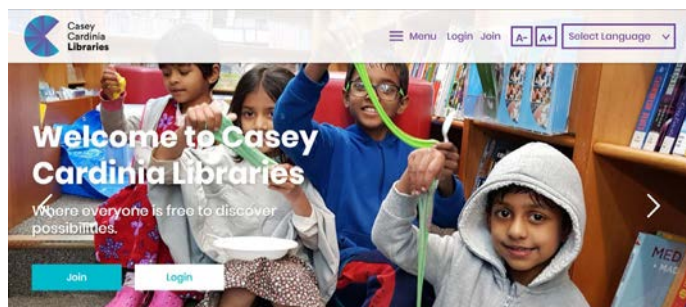 Casey
Cardinia
Libraries
Menu Login Join A- A+ Select Language
Welcome to Casey
Cardinia Libraries
Where everyone is free to discover
possibilities.
Join Login
MED